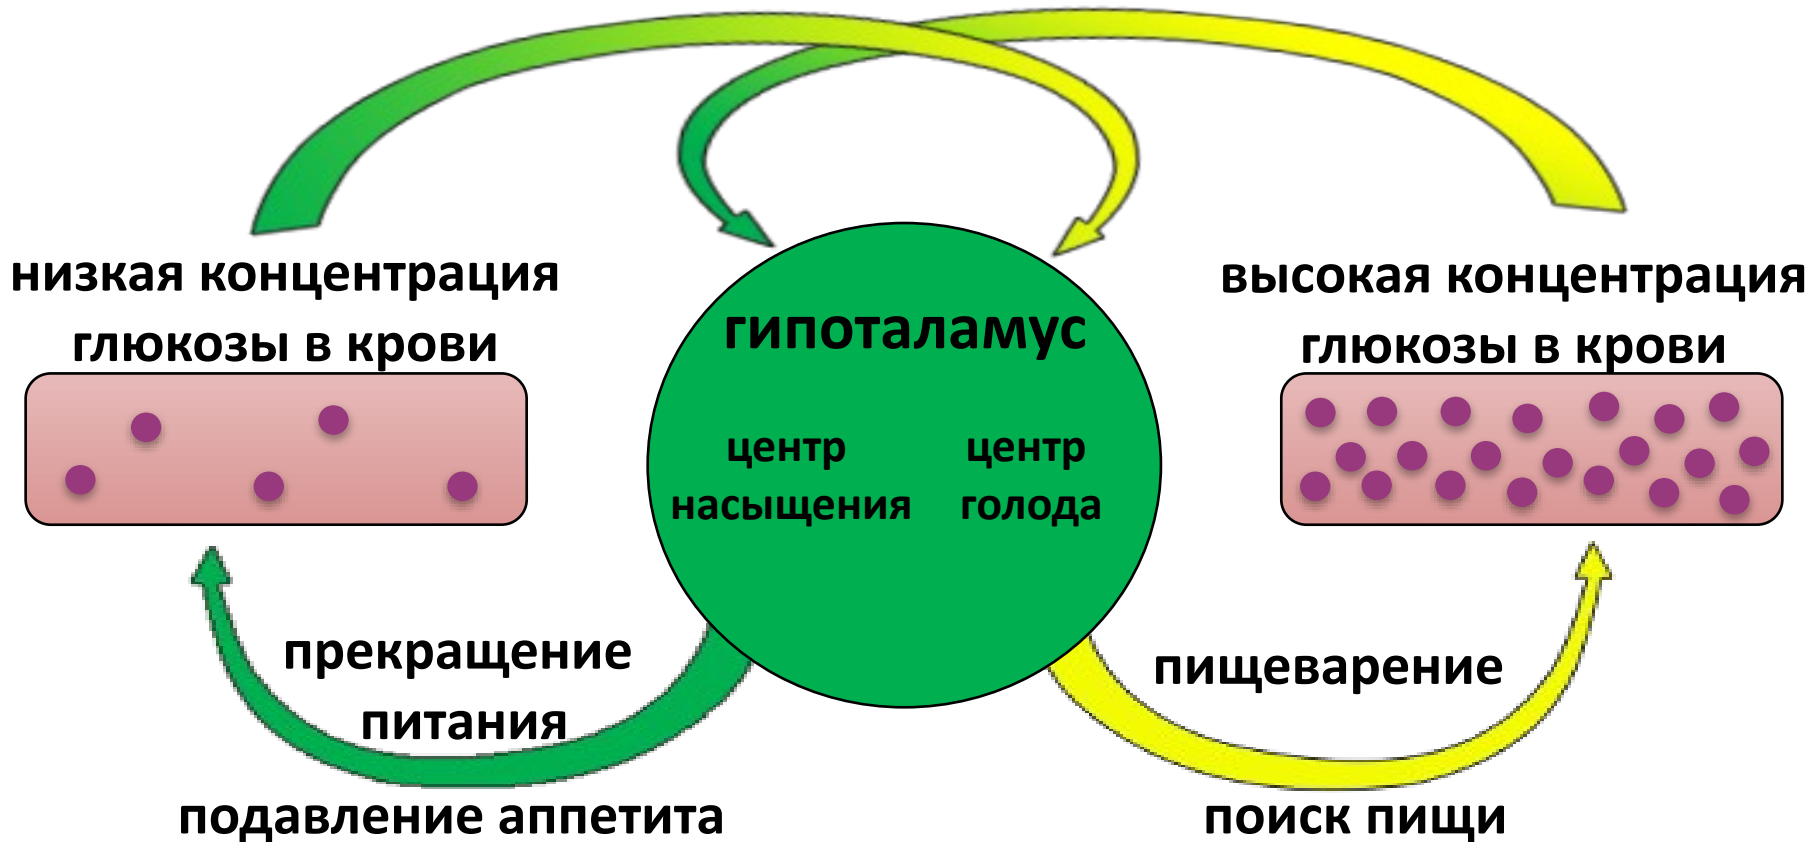 низкая концентрация
глюкозы в крови
высокая концентрация
глюкозы в крови
гипоталамус
центр
насыщения
центр
голода
прекращение
питания
подавление аппетита
пищеварение
поиск пищи